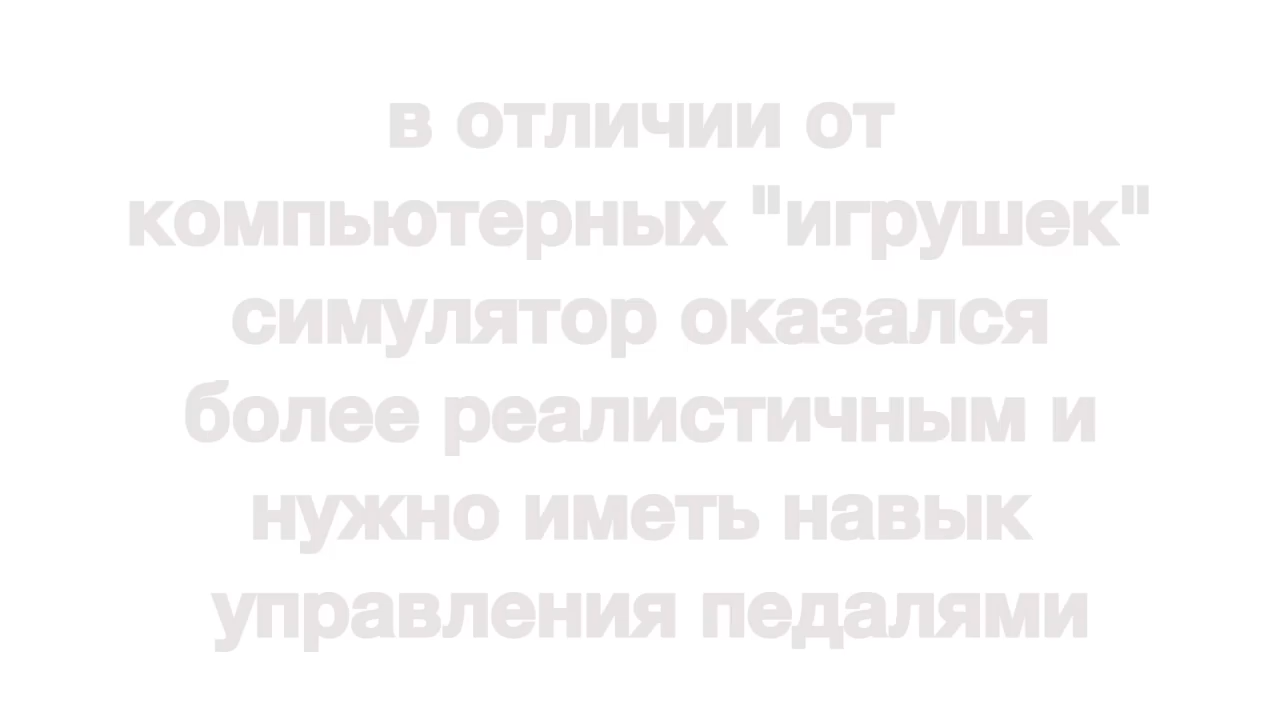 в отличии от
компьютерных "игрушек"
симулятор оказался
более реалистичным и
нужно иметь навык
управления педалями